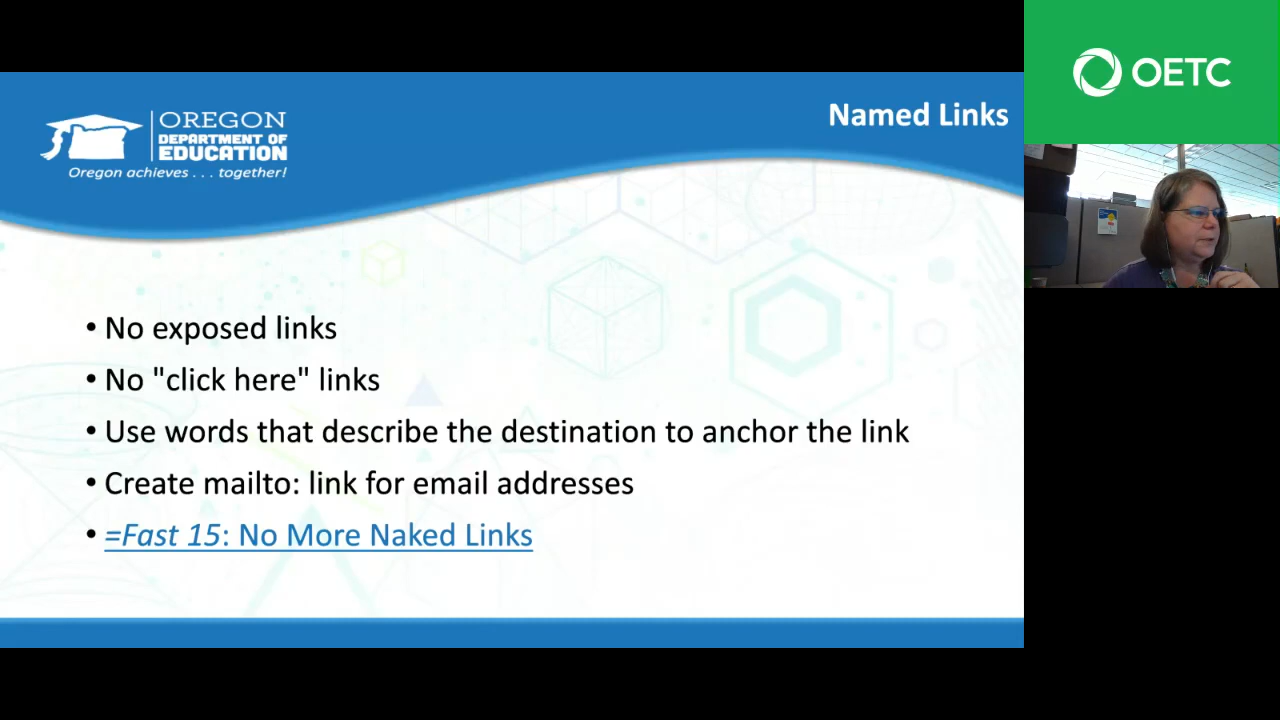 OREGON
DEPARTMENT OF
EDUCATION
Oregon achieves . . . together!
Named Links
OETC
• No exposed links
• No "click here" links
• Use words that describe the destination to anchor the link
• Create mailto: link for email addresses
• =Fast 15: No More Naked Links